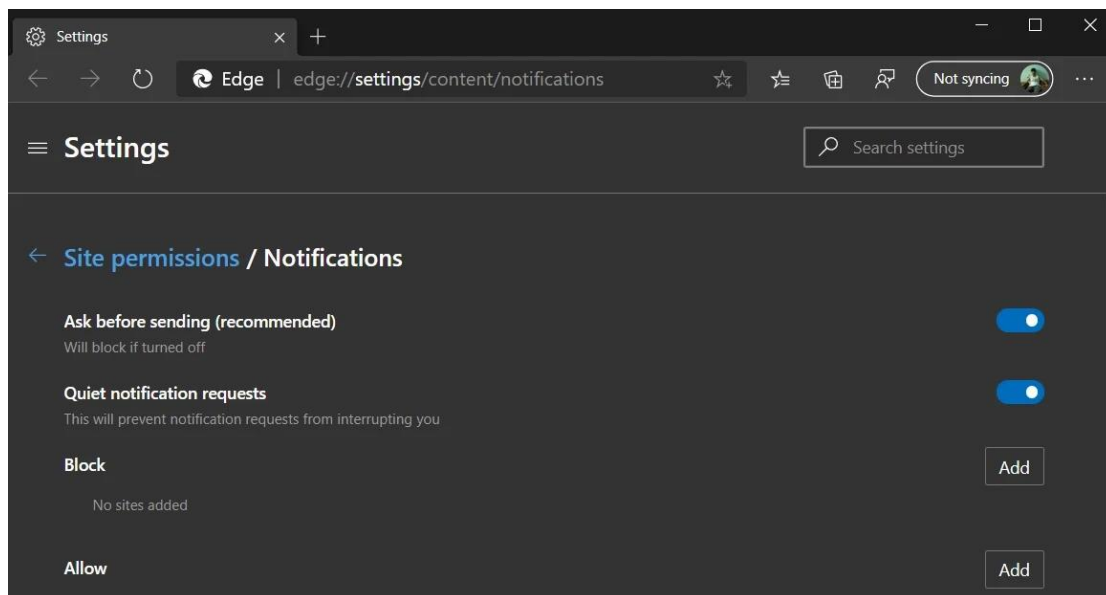 Settings
Edge | edge://settings/content/notifications
Not syncing
Settings
Search settings
Site permissions / Notifications
Ask before sending (recommended)
Will block if turned off
Quiet notification requests
This will prevent notification requests from interrupting you
Block
Add
No sites added
Allow
Add